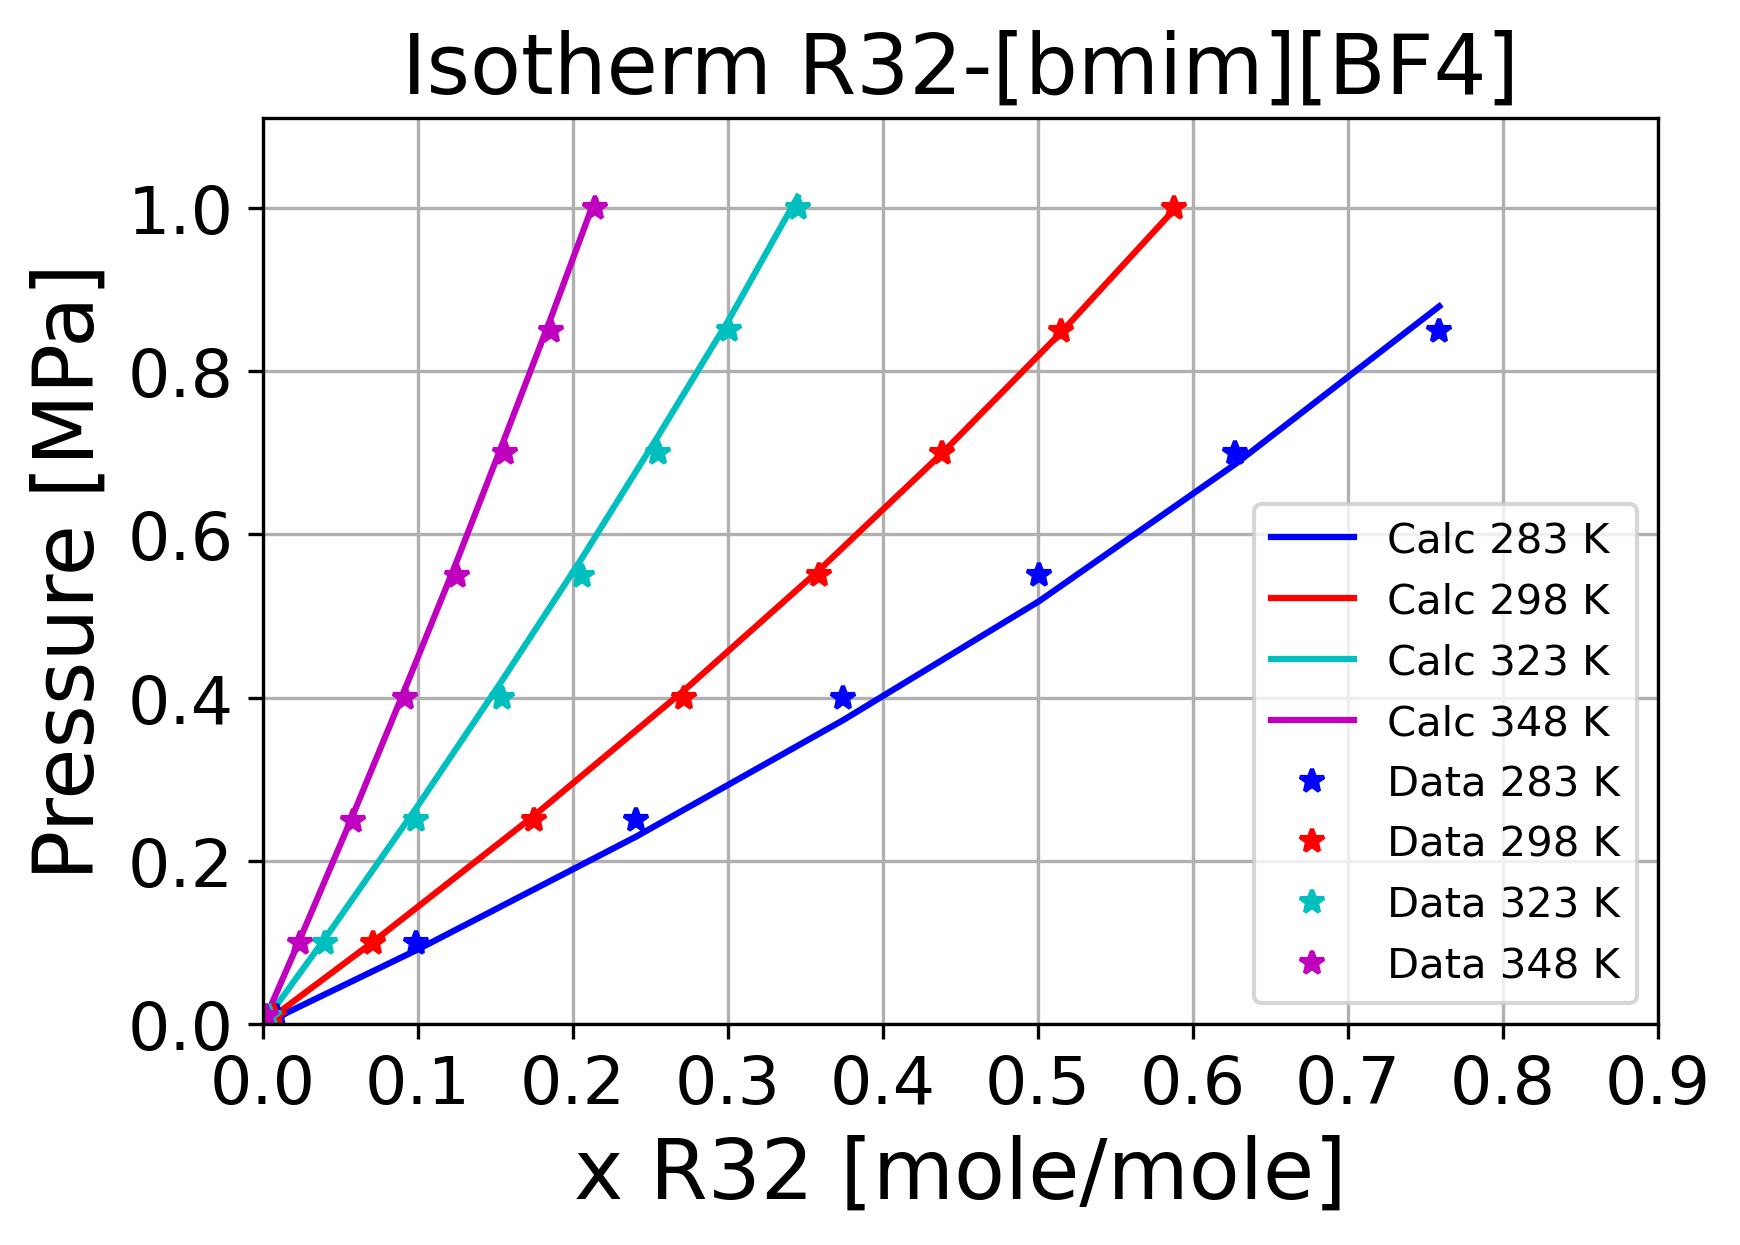 Isotherm R32-[bmim][BF4]
Pressure [MPa]
1.0
0.8
0.6
0.4
0.2
0.0
Calc 283 K
Calc 298 K
Calc 323 K
Calc 348 K
Data 283 K
Data 298 K
Data 323 K
Data 348 K
0.0 0.1 0.2 0.3 0.4 0.5 0.6 0.7 0.8 0.9
x R32 [mole/mole]